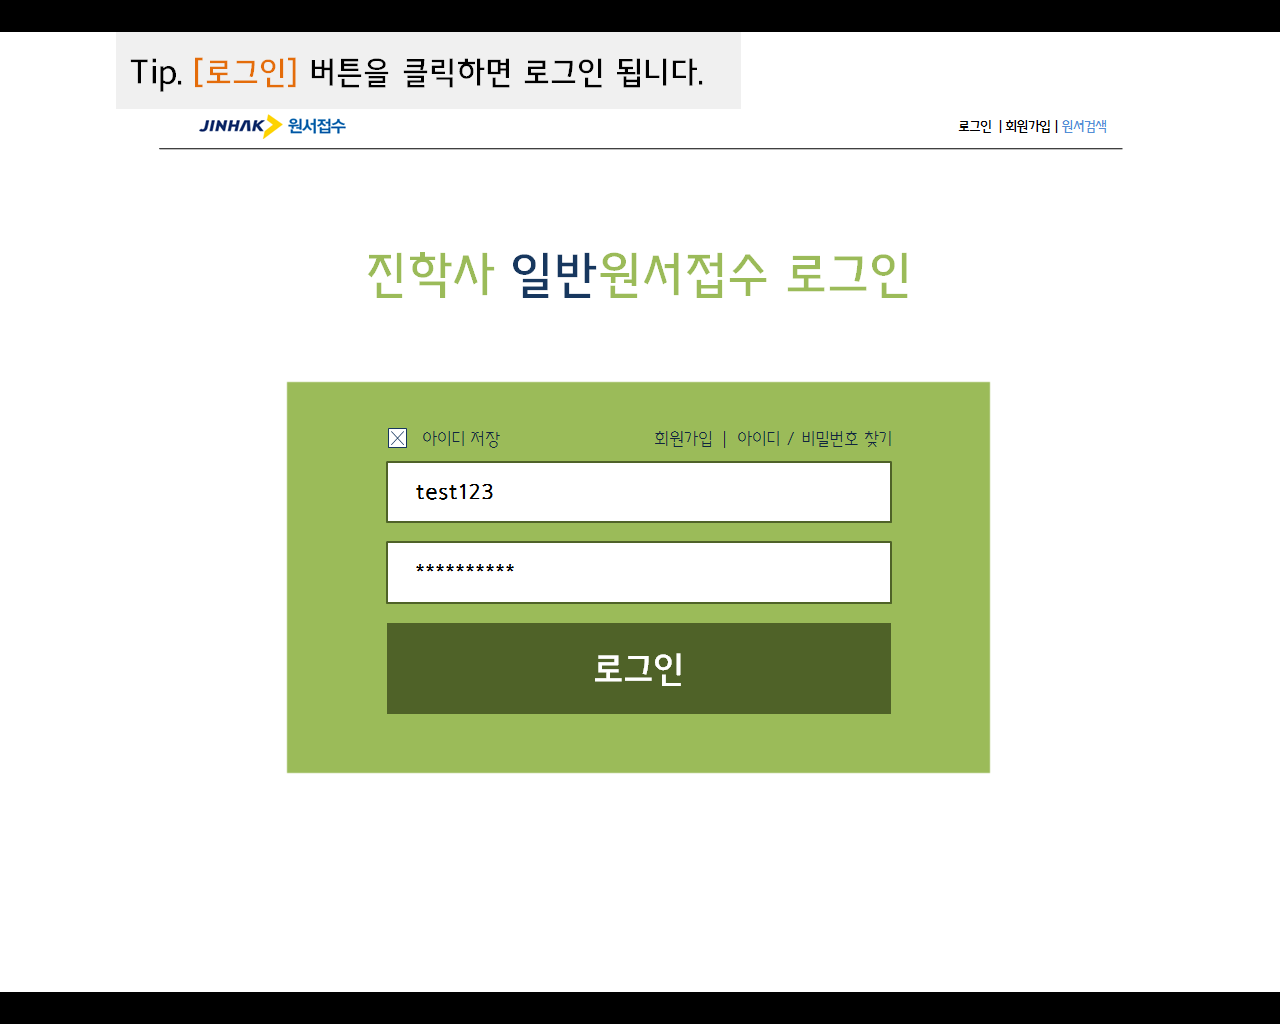 Tip. [로그인] 버튼을 클릭하면 로그인 됩니다.
JINHAK 원서접수
로그인 | 회원가입 | 원서검색
진학사 일반원서접수 로그인
아이디 저장
회원가입 | 아이디 / 비밀번호 찾기
test123
**********
로그인